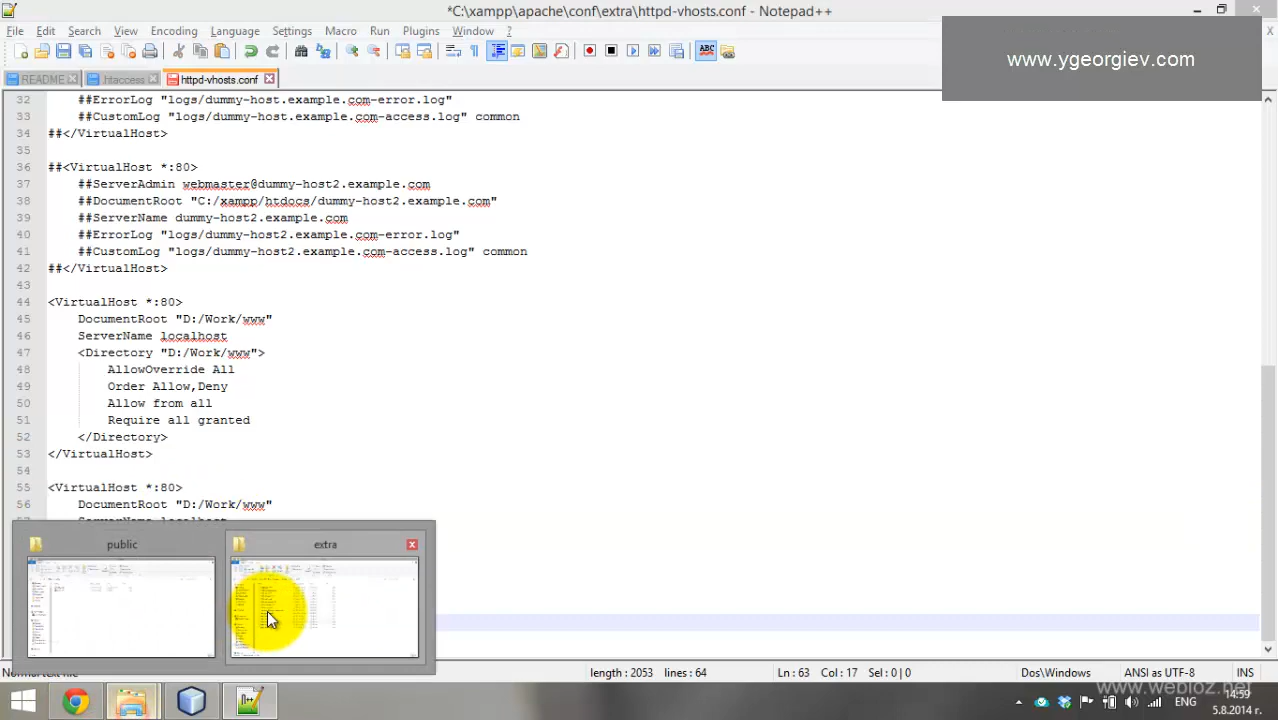 *C:\xampp\apache\conf\extra\httpd-vhosts.conf - Notepad++
File Edit Search View Encoding Language Settings Macro Run Plugins Window ?
X
www.ygeorgiev.com
ABC
README .htaccess httpd-vhosts.conf
32 ##ErrorLog "logs/dummy-host.example.com-error.log"
33 ##CustomLog "logs/dummy-host.example.com-access.log" common
34 ##</VirtualHost>
35
36 ##<VirtualHost *:80>
37 ##ServerAdmin webmaster@dummy-host2.example.com
38 ##DocumentRoot "C:/xampp/htdocs/dummy-host2.example.com"
39 ##ServerName dummy-host2.example.com
40 ##ErrorLog "logs/dummy-host2.example.com-error.log"
41 ##CustomLog "logs/dummy-host2.example.com-access.log" common
42 ##</VirtualHost>
43
44 <VirtualHost *:80>
45 DocumentRoot "D:/Work/www"
46 ServerName localhost
47 <Directory "D:/Work/www">
48 AllowOverride All
49 Order Allow,Deny
50 Allow from all
51 Require all granted
52 </Directory>
53 </VirtualHost>
54
55 <VirtualHost *:80>
56 DocumentRoot "D:/Work/www"
57 ServerName localhost
public extra
Normal text file length : 2053 lines : 64 Ln : 63 Col : 17 Sel : 0 | 0 Dos\Windows ANSI as UTF-8 INS
www.webloz.net
ENG 14:59
5.8.2014 г.